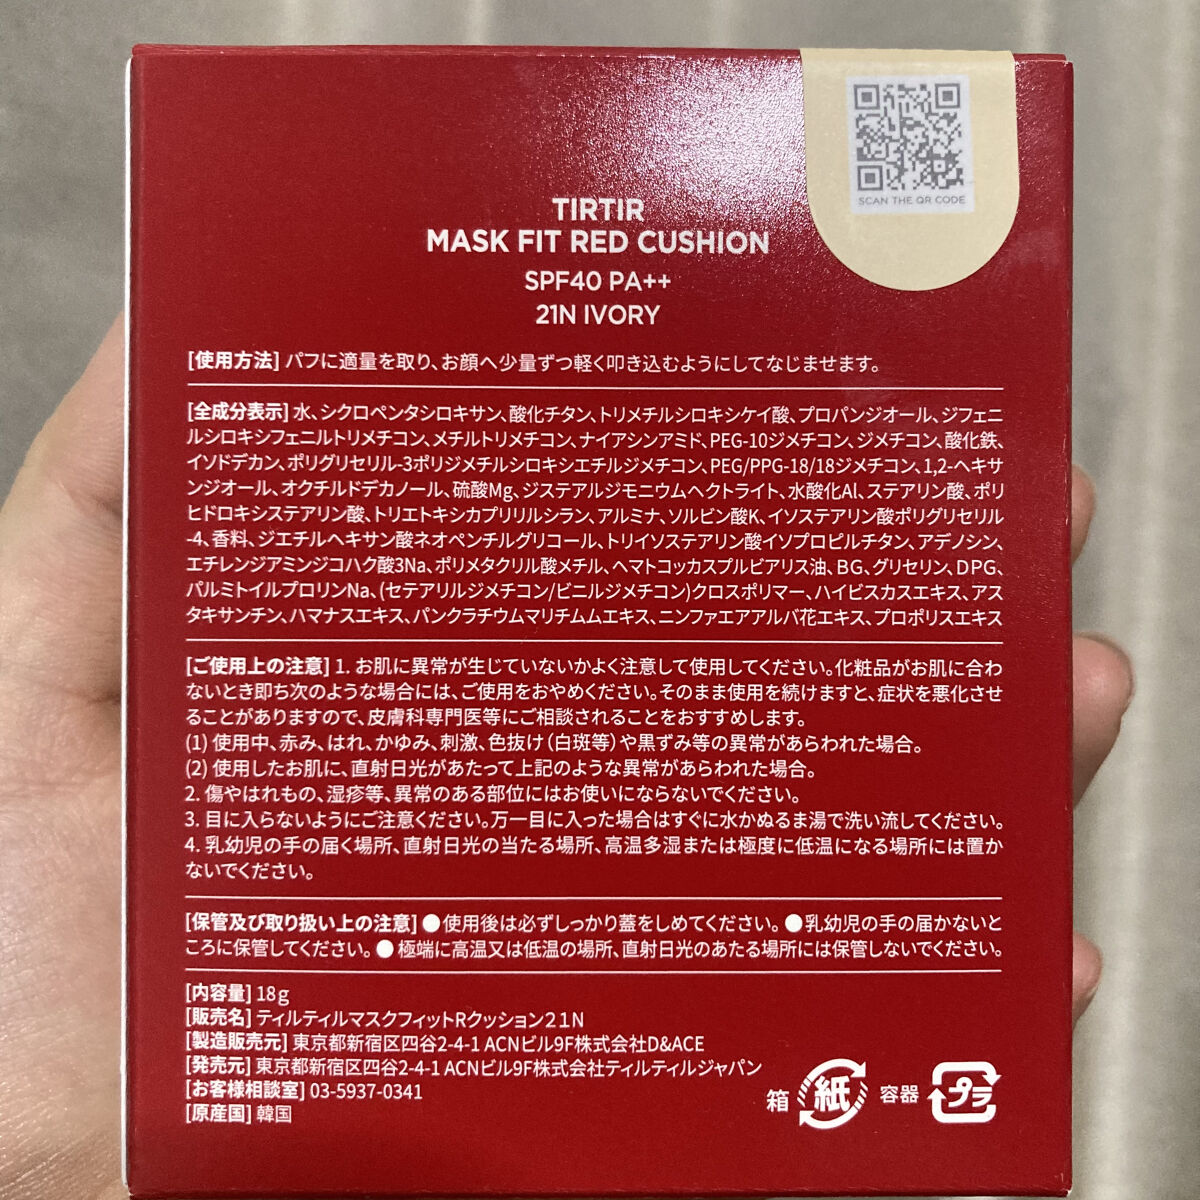 SCAN THE QR CODE
TIRTIR
MASK FIT RED CUSHION
SPF40 PA++
21N IVORY
[使用方法] パフに適量を取り、お顔へ少量ずつ軽く叩き込むようにしてなじませます。
[全成分表示] 水、シクロペンタシロキサン、酸化チタン、トリメチルシロキシケイ酸、プロパンジオール、ジフェニ
ルシロキシフェニルトリメチコン、メチルトリメチコン、ナイアシンアミド、PEG-10ジメチコン、ジメチコン、酸化鉄、
イソドデカン、ポリグリセリル-3ポリジメチルシロキシエチルジメチコン、PEG/PPG-18/18ジメチコン、1,2-ヘキサ
ンジオール、オクチルドデカノール、硫酸Mg、ジステアルジモニウムヘクトライト、水酸化Al、ステアリン酸、ポリ
ヒドロキシステアリン酸、トリエトキシカプリリルシラン、アルミナ、ソルビン酸K、イソステアリン酸ポリグリセリル
-4、香料、ジエチルヘキサン酸ネオペンチルグリコール、トリイソステアリン酸イソプロピルチタン、アデノシン、
エチレンジアミンジコハク酸3Na、ポリメタクリル酸メチル、ヘマトコッカスプルビアリス油、BG、グリセリン、DPG、
パルミトイルプロリンNa、(セテアリルジメチコン/ビニルジメチコン)クロスポリマー、ハイビスカスエキス、アス
タキサンチン、ハマナスエキス、パンクラチウムマリチムムエキス、ニンファエアアルバ花エキス、プロポリスエキス
[ご使用上の注意] 1. お肌に異常が生じていないかよく注意して使用してください。化粧品がお肌に合わ
ないとき即ち次のような場合には、ご使用をおやめください。そのまま使用を続けますと、症状を悪化させ
ることがありますので、皮膚科専門医等にご相談されることをおすすめします。
(1) 使用中、赤み、はれ、かゆみ、刺激、色抜け(白斑等)や黒ずみ等の異常があらわれた場合。
(2) 使用したお肌に、直射日光があたって上記のような異常があらわれた場合。
2. 傷やはれもの、湿疹等、異常のある部位にはお使いにならないでください。
3. 目に入らないようにご注意ください。万一目に入った場合はすぐに水かぬるま湯で洗い流してください。
4. 乳幼児の手の届く場所、直射日光の当たる場所、高温多湿または極度に低温になる場所には置か
ないでください。
[保管及び取り扱い上の注意] ●使用後は必ずしっかり蓋をしめてください。 ●乳幼児の手の届かないと
ころに保管してください。 ● 極端に高温又は低温の場所、直射日光のあたる場所には保管しないでください。
[内容量] 18g
[販売名] ティルティルマスクフィットRクッション21N
[製造販売元] 東京都新宿区四谷2-4-1 ACNビル9F株式会社D&ACE
[発売元] 東京都新宿区四谷2-4-1 ACNビル9F株式会社ティルティルジャパン
[お客様相談室] 03-5937-0341
[原産国] 韓国
箱 紙 容器 プラ